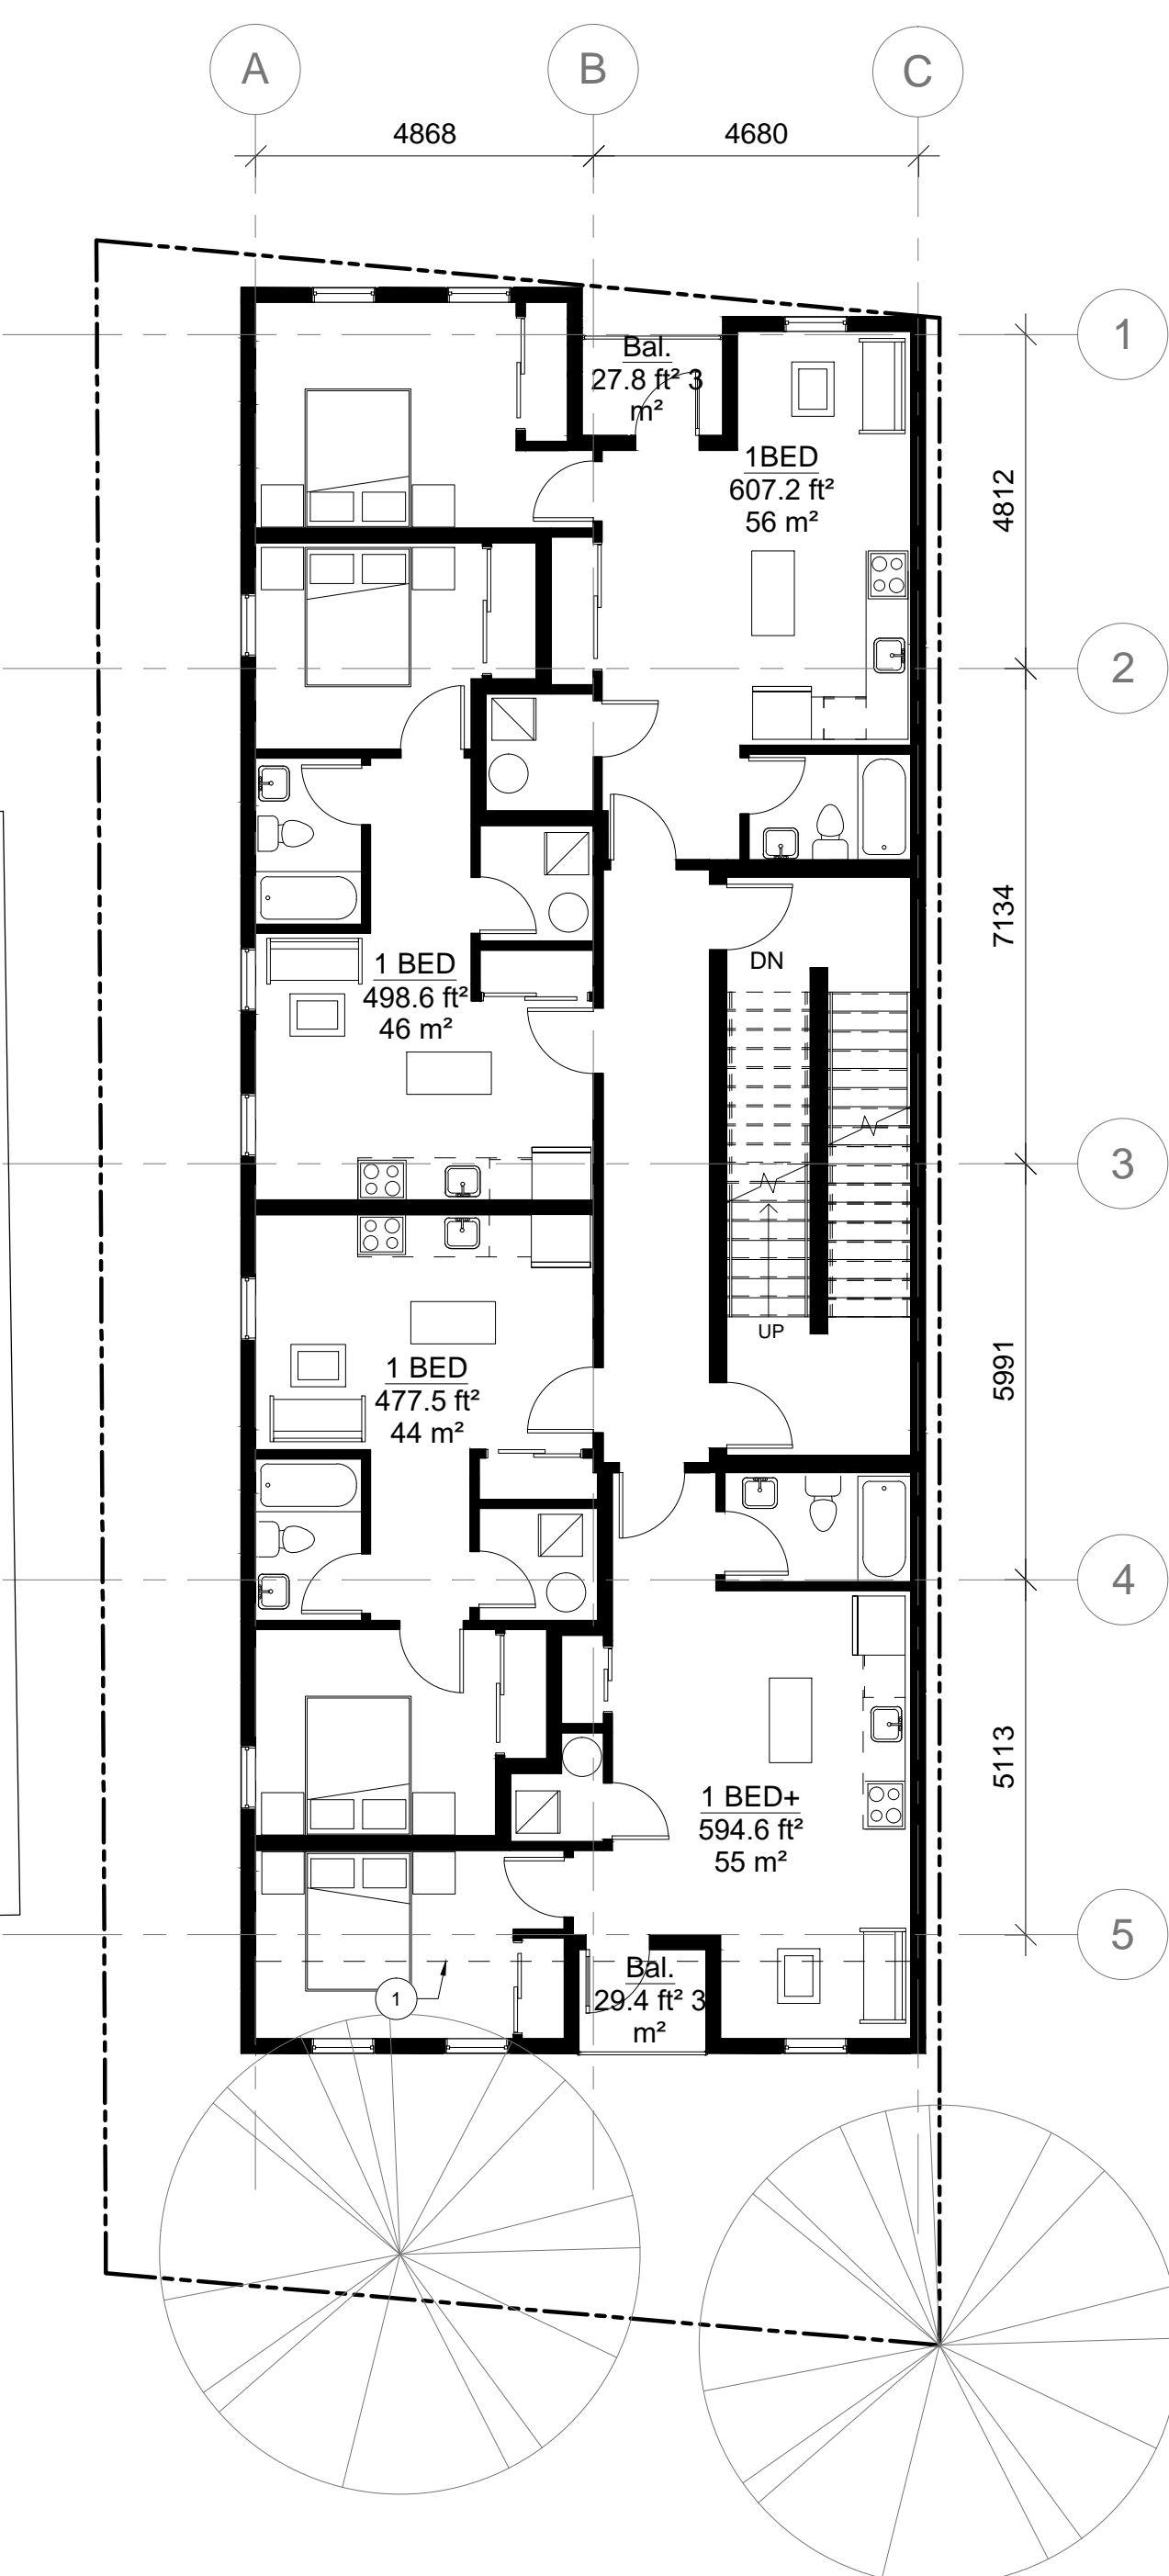 A
B
C
4868
4680
1
Bal.
27.8 ft² 3
m²
1BED
607.2 ft²
56 m²
4812
2
7134
DN
1 BED
498.6 ft²
46 m²
3
UP
1 BED
477.5 ft²
44 m²
5991
4
5113
1 BED+
594.6 ft²
55 m²
5
Bal.
29.4 ft² 3
m²
1